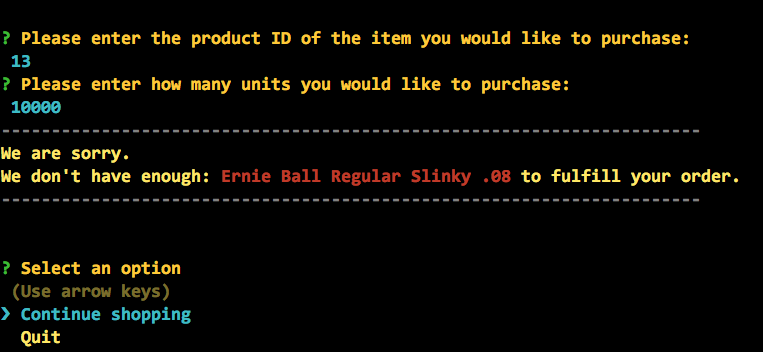 ? Please enter the product ID of the item you would like to purchase:
13
? Please enter how many units you would like to purchase:
10000
----------------------------------------------------------------------
We are sorry.
We don't have enough: Ernie Ball Regular Slinky .08 to fulfill your order.
----------------------------------------------------------------------
? Select an option
(Use arrow keys)
❯ Continue shopping
Quit